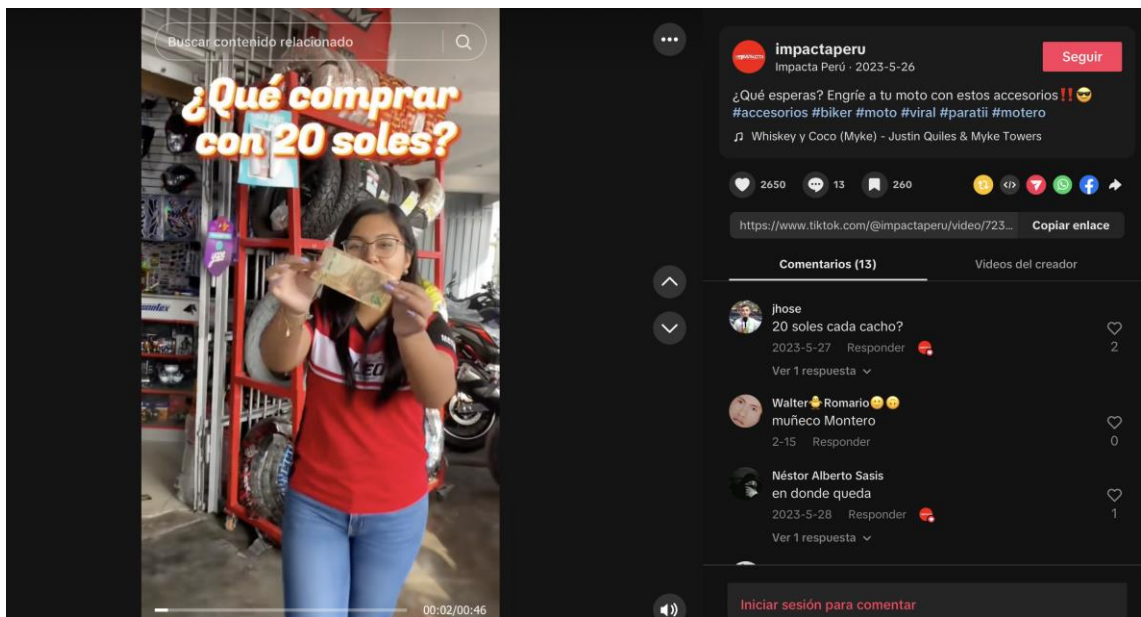 Buscar contenido relacionado
¿Qué comprar
con 20 soles?
00:02/00:46
impactaperu
Impacta Perú · 2023-5-26
Seguir
¿Qué esperas? Engríe a tu moto con estos accesorios‼️😎
#accesorios #biker #moto #viral #paratii #motero
♫ Whiskey y Coco (Myke) - Justin Quiles & Myke Towers
2650
13
260
https://www.tiktok.com/@impactaperu/video/723...
Copiar enlace
Comentarios (13)
Videos del creador
jhose
20 soles cada cacho?
2
2023-5-27 Responder
Ver 1 respuesta
Walter🐥Romario🙂🙃
muñeco Montero
0
2-15 Responder
Néstor Alberto Sasis
en donde queda
1
2023-5-28 Responder
Ver 1 respuesta
Iniciar sesión para comentar